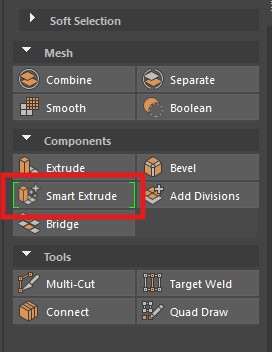 Soft Selection
Mesh
Combine Separate
Smooth Boolean
Components
Extrude Bevel
Smart Extrude Add Divisions
Bridge
Tools
Multi-Cut Target Weld
Connect Quad Draw